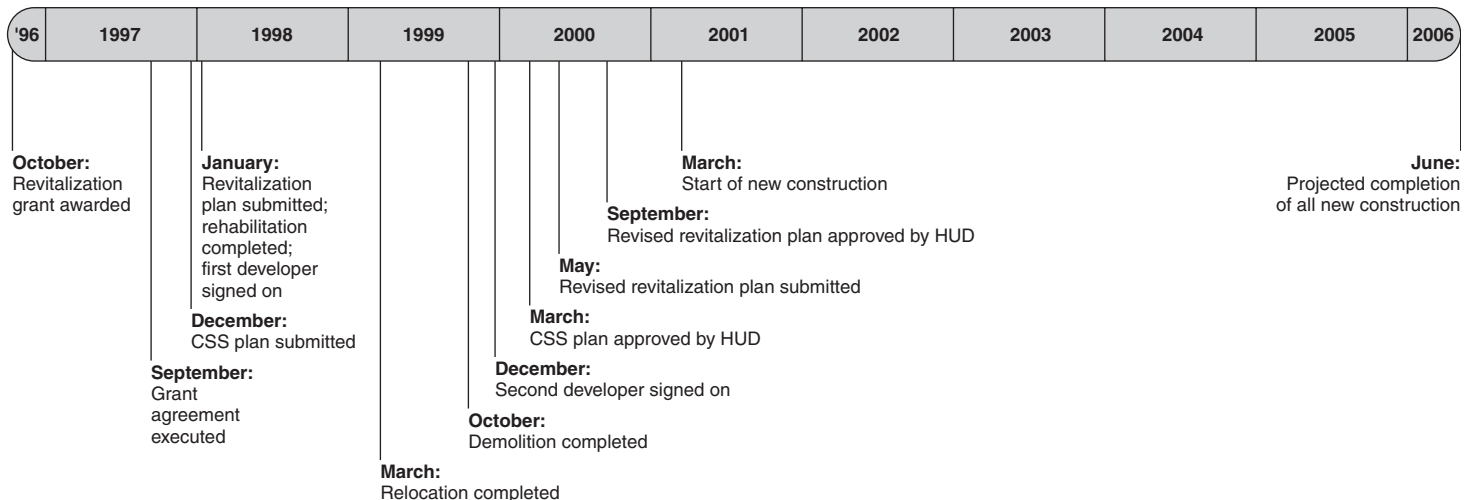 '96 1997 1998 1999 2000 2001 2002 2003 2004 2005 2006
October:
Revitalization
grant awarded
September:
Grant
agreement
executed
December:
CSS plan submitted
January:
Revitalization
plan submitted;
rehabilitation
completed;
first developer
signed on
March:
Relocation completed
October:
Demolition completed
December:
Second developer signed on
March:
CSS plan approved by HUD
May:
Revised revitalization plan submitted
September:
Revised revitalization plan approved by HUD
March:
Start of new construction
June:
Projected completion
of all new construction